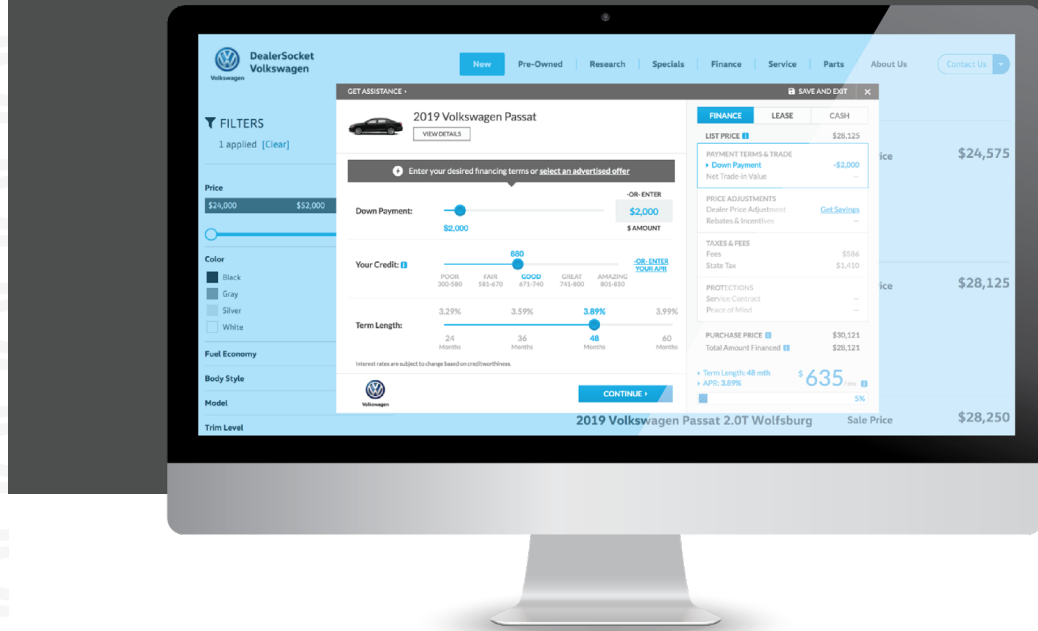 DealerSocket
Volkswagen
Volkswagen
New
Pre-Owned
Research
Specials
Finance
Service
Parts
About Us
Contact Us
FILTERS
1 applied [Clear]
Price
$24,000 $52,000
Color
Black
Gray
Silver
White
Fuel Economy
Body Style
Model
Trim Level
GET ASSISTANCE
SAVE AND EXIT ×
2019 Volkswagen Passat
VIEW DETAILS
Enter your desired financing terms or select an advertised offer
Down Payment:
$2,000
-OR- ENTER
$2,000
$ AMOUNT
Your Credit:
680
POOR FAIR GOOD GREAT AMAZING
300-580 581-670 671-740 741-800 801-850
-OR- ENTER
YOUR APR
Term Length:
3.29% 3.59% 3.89% 3.99%
24 36 48 60
Months Months Months Months
Interest rates are subject to change based on creditworthiness.
Volkswagen
CONTINUE
FINANCE LEASE CASH
LIST PRICE $28,125
PAYMENT TERMS & TRADE
Down Payment -$2,000
Net Trade-in Value --
PRICE ADJUSTMENTS
Dealer Price Adjustment Get Savings
Rebates & Incentives --
TAXES & FEES
Fees $586
State Tax $1,410
PROTECTIONS
Service Contract --
Peace of Mind --
PURCHASE PRICE $30,121
Total Amount Financed $28,121
Term Length: 48 mth
APR: 3.89%
$635/mo
5%
ice $24,575
ice $28,125
2019 Volkswagen Passat 2.0T Wolfsburg Sale Price $28,250